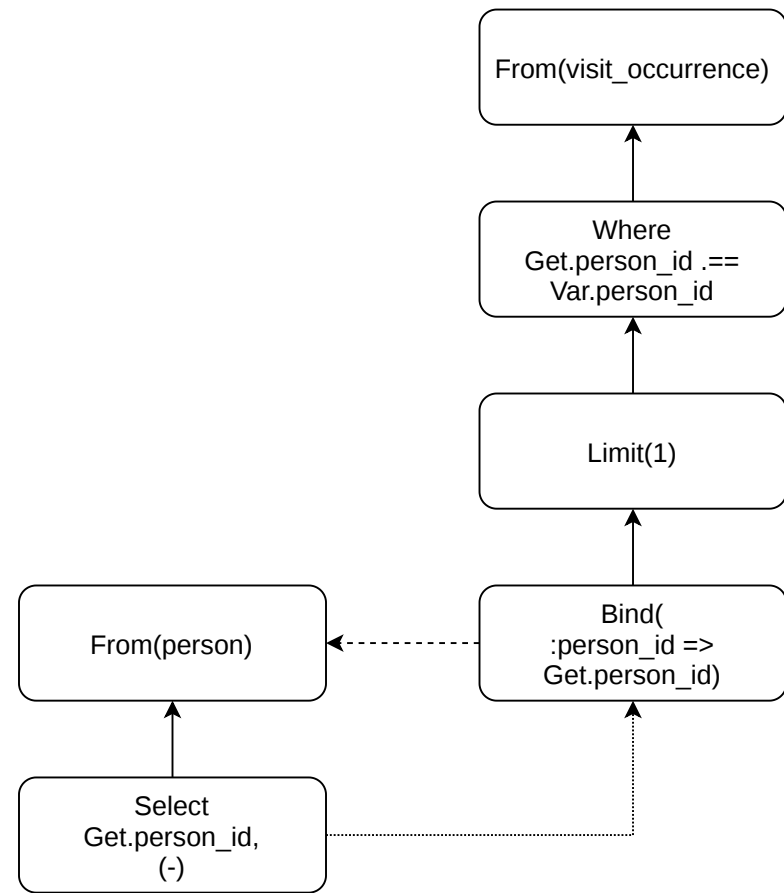 From(visit_occurrence)
Where
Get.person_id .==
Var.person_id
Limit(1)
From(person)
Bind(
:person_id =>
Get.person_id)
Select
Get.person_id,
(-)